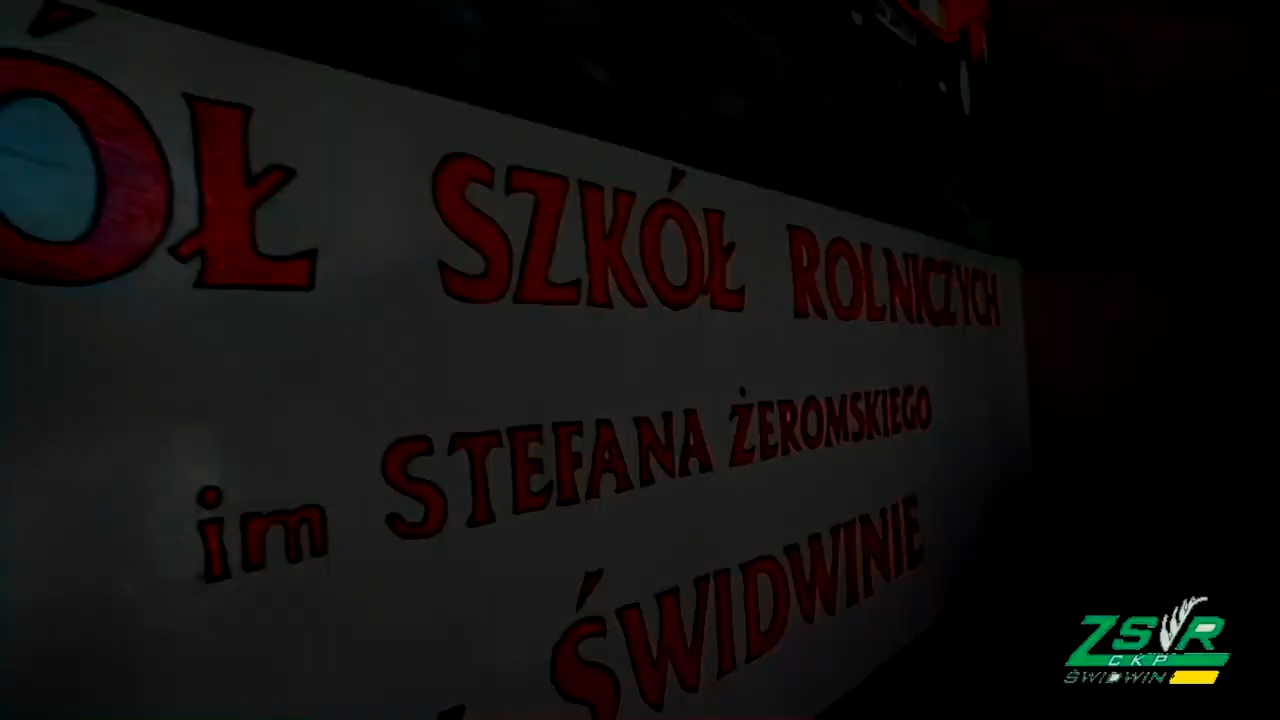 ÓŁ SZKÓŁ ROLNICZYCH
im STEFANA ŻEROMSKIEGO
ŚWIDWINIE
ZSR
CKP
ŚWIDWIN